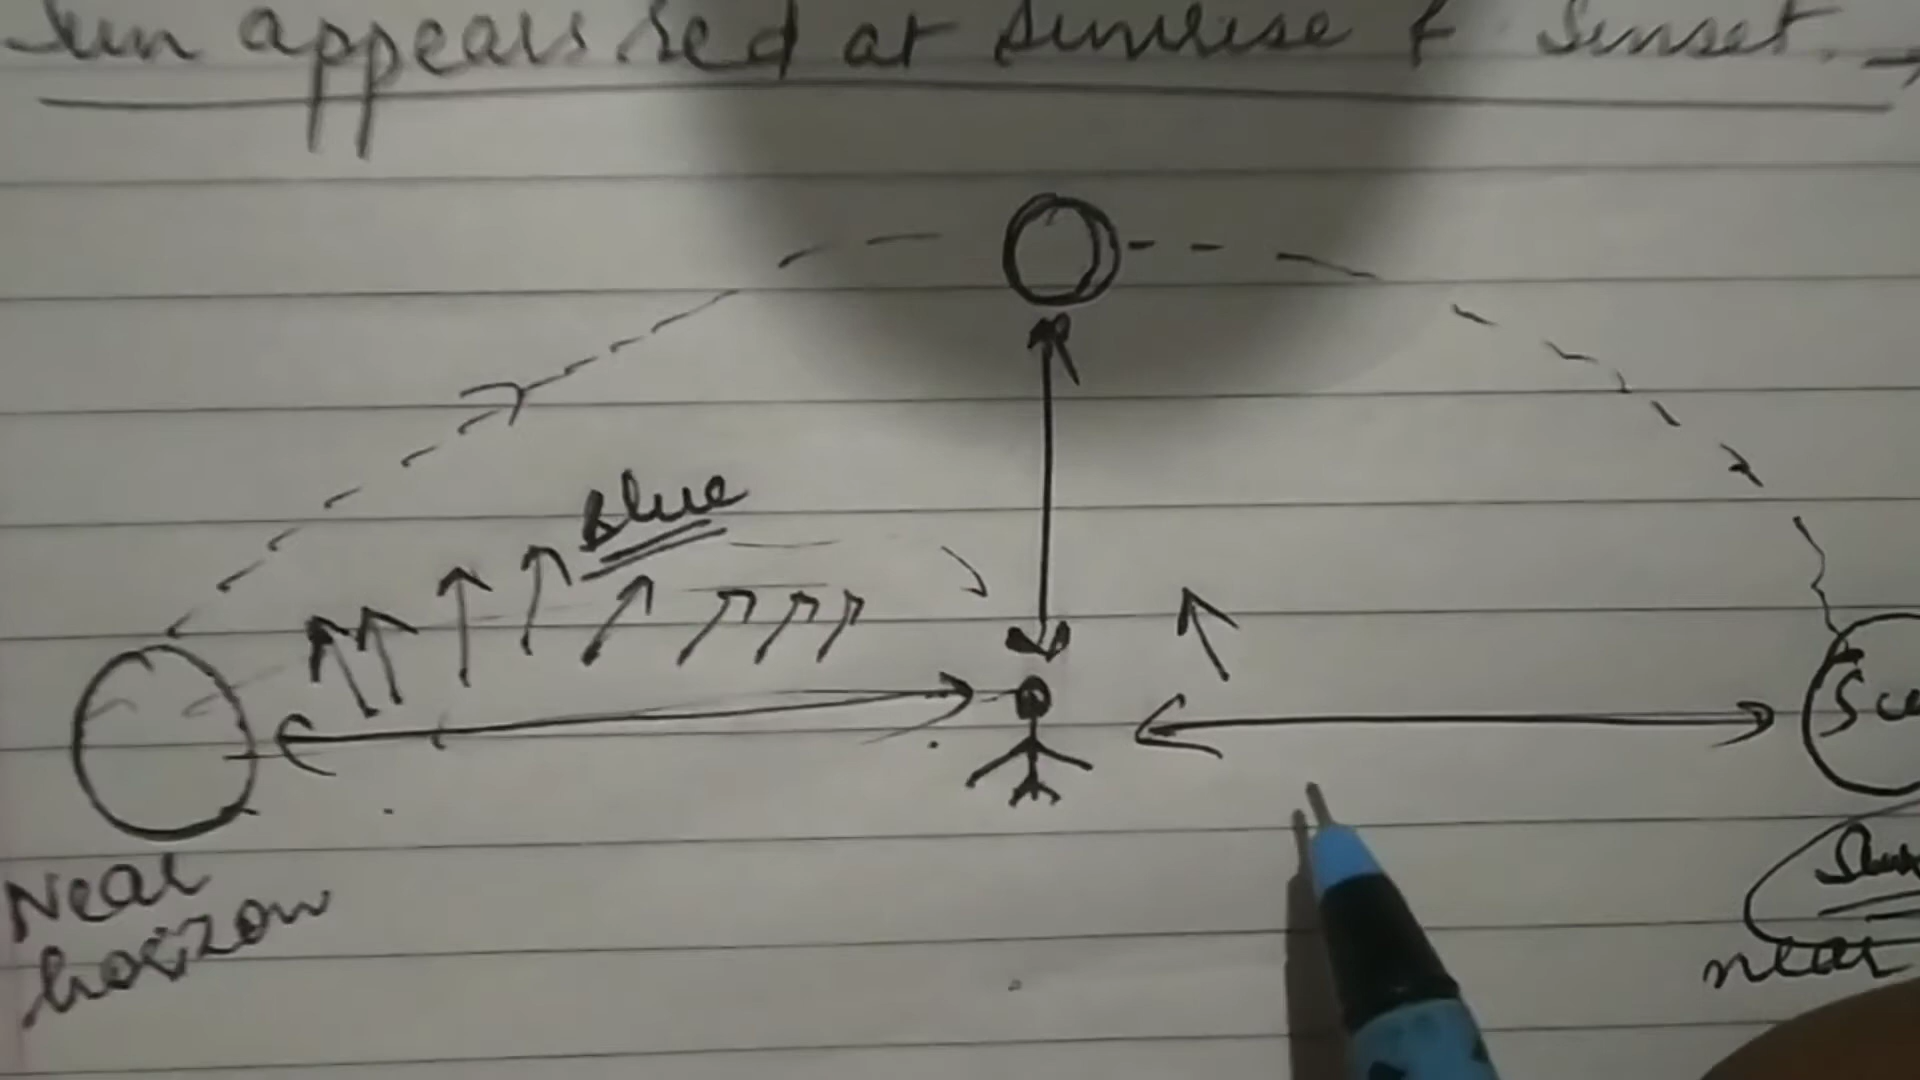 Sun appears red at Sunrise & Sunset. →
Blue
Near
horizon
near